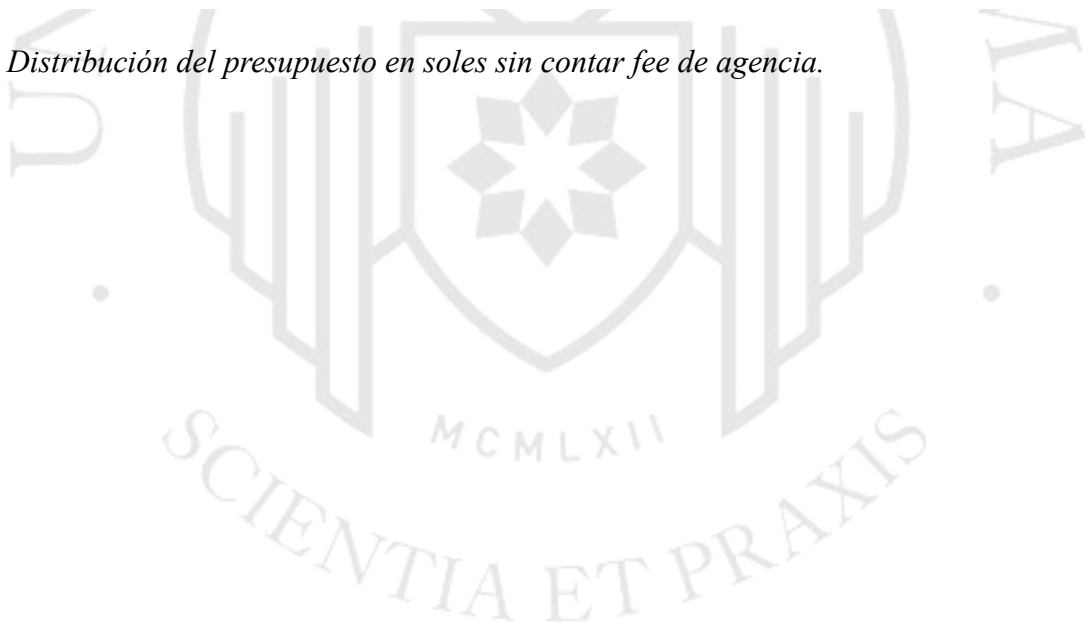 Distribución del presupuesto en soles sin contar fee de agencia.
MCMLXII
SCIENTIA ET PRAXIS